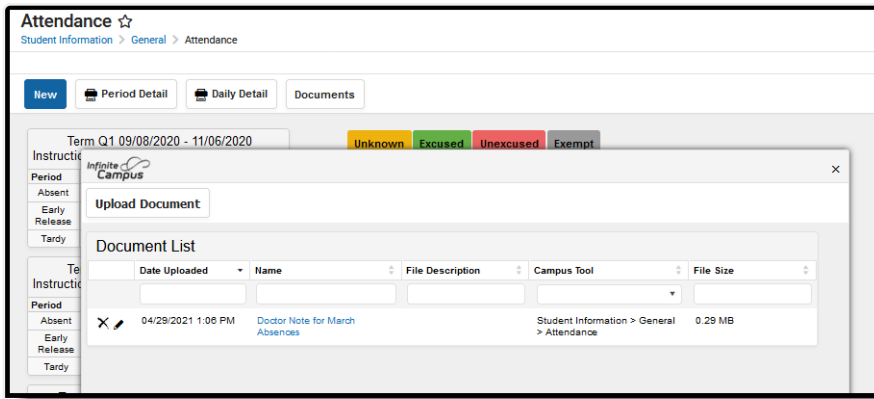 Attendance
Student Information > General > Attendance
New
Period Detail
Daily Detail
Documents
Term Q1 09/08/2020 - 11/06/2020
Unknown Excused Unexcused Exempt
Period
Absent
Early
Release
Tardy
Period
Absent
Early
Release
Tardy
Infinite
Campus
Upload Document
Document List
Date Uploaded Name File Description Campus Tool File Size
04/29/2021 1:06 PM Doctor Note for March Student Information > General 0.29 MB
Absences > Attendance